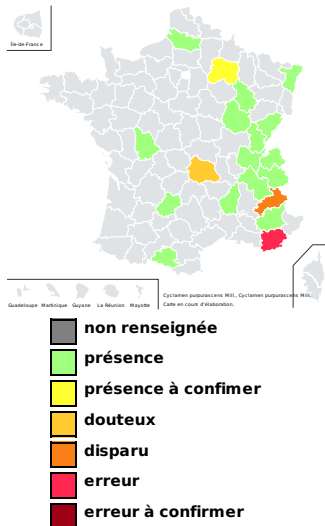 Île-de-France
Guadeloupe Martinique Guyane La Réunion Mayotte
Cyclamen purpurascens Mill., Cyclamen purpurascens Mill.
Carte en cours d'élaboration.
non renseignée
présence
présence à confimer
douteux
disparu
erreur
erreur à confirmer